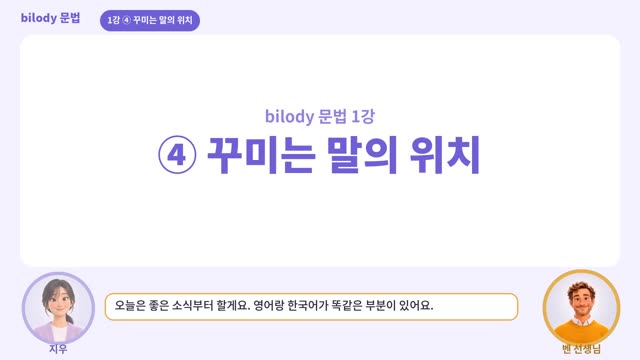 bilody 문법
1강 ④ 꾸미는 말의 위치
bilody 문법 1강
④ 꾸미는 말의 위치
오늘은 좋은 소식부터 할게요. 영어랑 한국어가 똑같은 부분이 있어요.
지우
벤 선생님